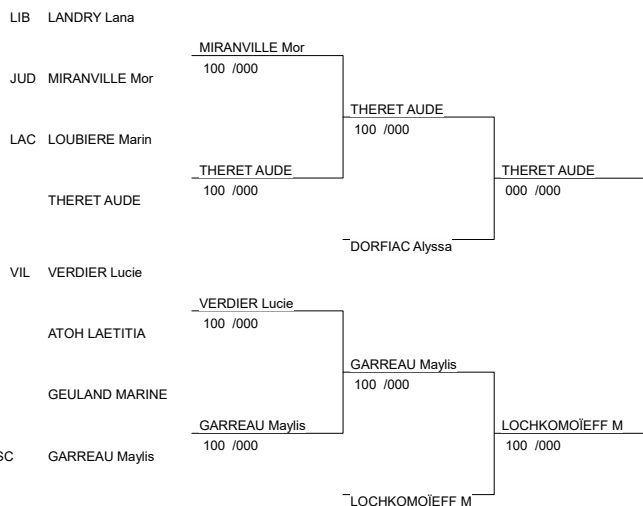 LIB LANDRY Lana
MIRANVILLE Mor
100 /000
JUD MIRANVILLE Mor
THERET AUDE
100 /000
LAC LOUBIERE Marin
THERET AUDE
100 /000
THERET AUDE
000 /000
THERET AUDE
DORFIAC Alyssa
VIL VERDIER Lucie
VERDIER Lucie
100 /000
ATOH LAETITIA
GARREAU Maylis
100 /000
GEULAND MARINE
GARREAU Maylis
100 /000
LOCHKOMOÏEFF M
100 /000
SC GARREAU Maylis
LOCHKOMOÏEFF M